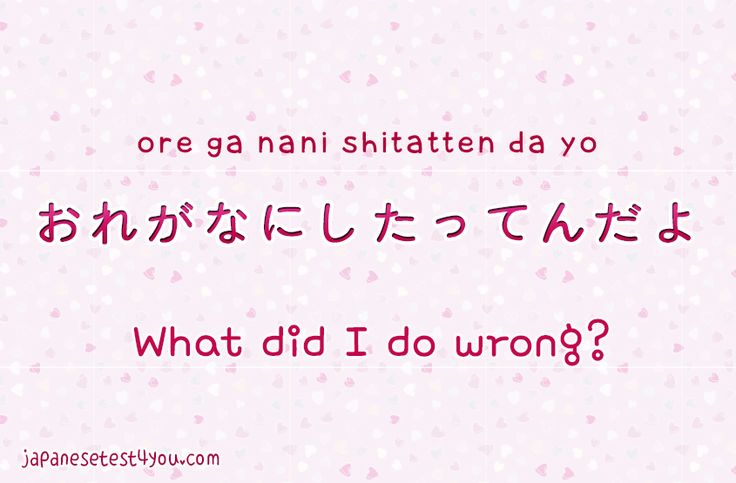 ore ga nani shitatten da yo
おれがなにしたってんだよ
What did I do wrong?
japanesetest4you.com